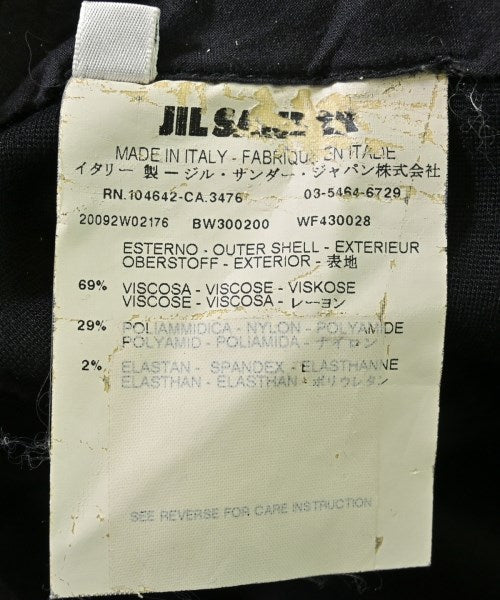 JIL SANDER
MADE IN ITALY - FABRIQUE EN ITALIE
イタリー 製 ージル・サンダー・ジャパン株式会社
RN.104642-CA.3476 03-5464-6729
20092W02176 BW300200 WF430028
ESTERNO - OUTER SHELL - EXTERIEUR
OBERSTOFF - EXTERIOR - 表地
69% VISCOSA - VISCOSE - VISKOSE
VISCOSE - VISCOSA - レーヨン
29% POLIAMMIDICA - NYLON - POLYAMIDE
POLYAMID - POLIAMIDA - ナイロン
2% ELASTAN - SPANDEX - ELASTHANNE
ELASTHAN - ELASTHAN - ポリウレタン
SEE REVERSE FOR CARE INSTRUCTION